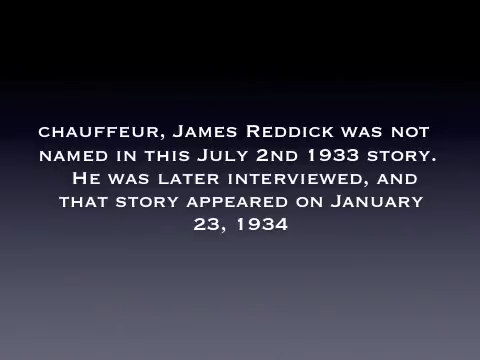 chauffeur, James Reddick was not
named in this July 2nd 1933 story.
He was later interviewed, and
that story appeared on January
23, 1934